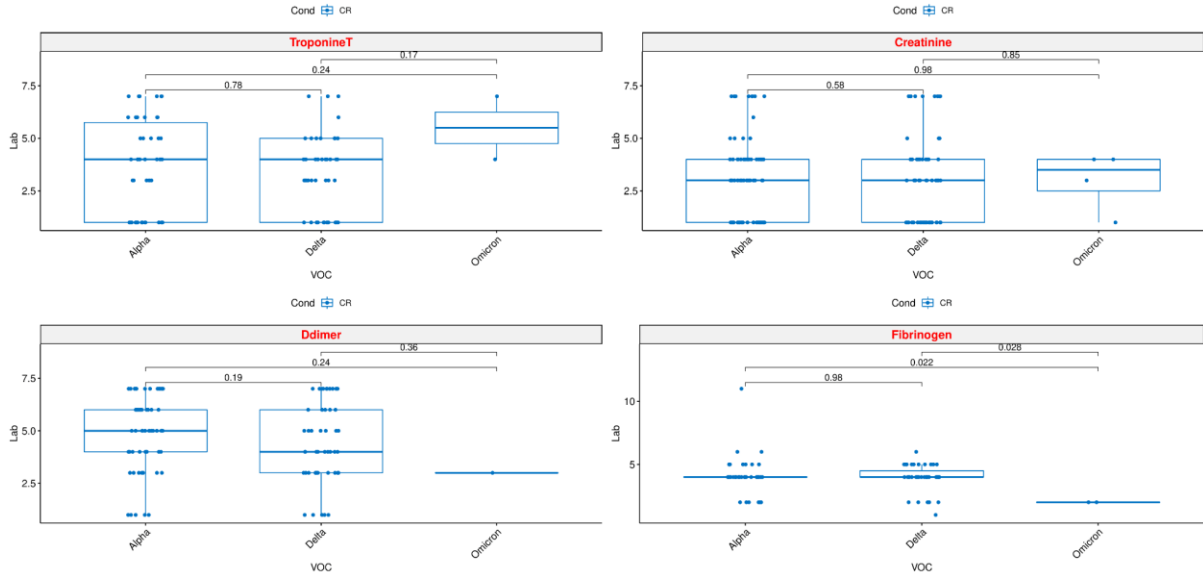 Cond CR
TroponineT
0.17
0.24
0.78
7.5
5.0
2.5
Lab
Alpha
Delta
Omicron
VOC
Cond CR
Creatinine
0.85
0.98
0.58
7.5
5.0
2.5
Lab
Alpha
Delta
Omicron
VOC
Cond CR
Ddimer
0.36
0.24
0.19
7.5
5.0
2.5
Lab
Alpha
Delta
Omicron
VOC
Cond CR
Fibrinogen
0.028
0.022
0.98
10
5
Lab
Alpha
Delta
Omicron
VOC